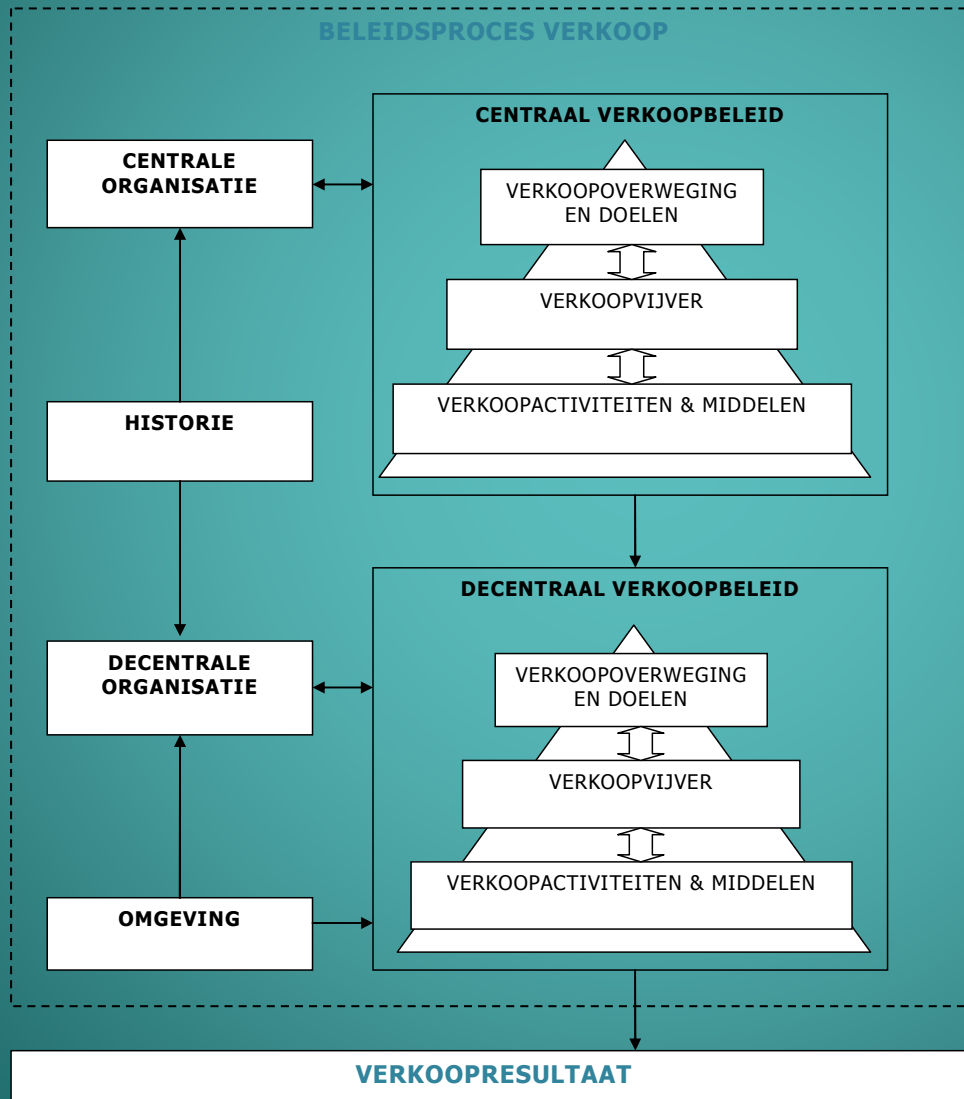 BELEIDSPROCES VERKOOP
CENTRALE
ORGANISATIE
CENTRAAL VERKOOPBELEID
VERKOOPOVERWEGING
EN DOELEN
VERKOOPVIJVER
VERKOOPACTIVITEITEN & MIDDELEN
HISTORIE
DECENTRALE
ORGANISATIE
DECENTRAAL VERKOOPBELEID
VERKOOPOVERWEGING
EN DOELEN
VERKOOPVIJVER
VERKOOPACTIVITEITEN & MIDDELEN
OMGEVING
VERKOOPRESULTAAT